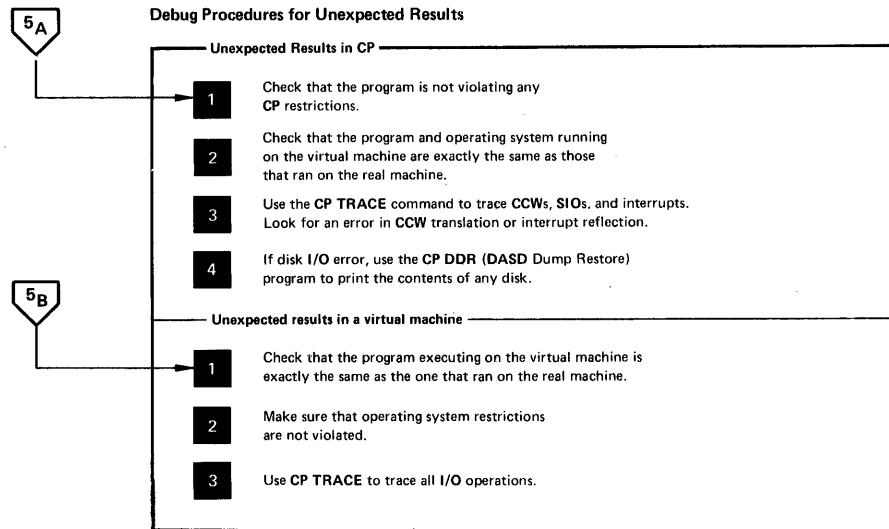 5A
Debug Procedures for Unexpected Results
Unexpected Results in CP
1
Check that the program is not violating any
CP restrictions.
2
Check that the program and operating system running
on the virtual machine are exactly the same as those
that ran on the real machine.
3
Use the CP TRACE command to trace CCWs, SIOs, and interrupts.
Look for an error in CCW translation or interrupt reflection.
4
If disk I/O error, use the CP DDR (DASD Dump Restore)
program to print the contents of any disk.
5B
Unexpected results in a virtual machine
1
Check that the program executing on the virtual machine is
exactly the same as the one that ran on the real machine.
2
Make sure that operating system restrictions
are not violated.
3
Use CP TRACE to trace all I/O operations.